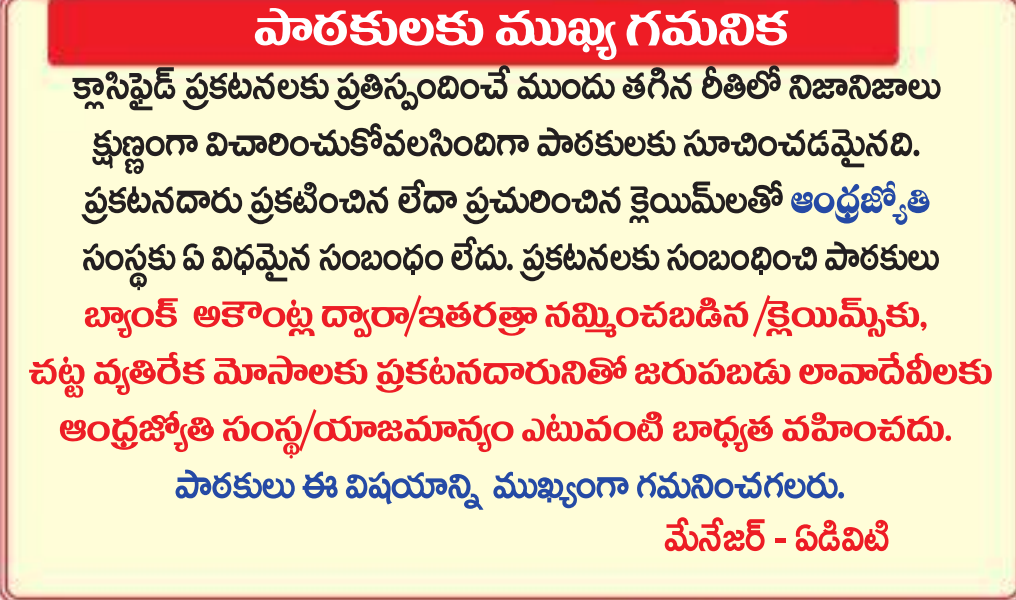 పాఠకులకు ముఖ్య గమనిక
క్లాసిఫైడ్ ప్రకటనలకు ప్రతిస్పందించే ముందు తగిన రీతిలో నిజానిజాలు
క్షుణ్ణంగా విచారించుకోవలసిందిగా పాఠకులకు సూచించడమైనది.
ప్రకటనదారు ప్రకటించిన లేదా ప్రచురించిన క్లెయిమ్‌లతో ఆంధ్రజ్యోతి
సంస్థకు ఏ విధమైన సంబంధం లేదు. ప్రకటనలకు సంబంధించి పాఠకులు
బ్యాంక్ అకౌంట్ల ద్వారా/ఇతరత్రా నమ్మించబడిన /క్లెయిమ్స్‌కు,
చట్ట వ్యతిరేక మోసాలకు ప్రకటనదారునితో జరుపబడు లావాదేవీలకు
ఆంధ్రజ్యోతి సంస్థ/యాజమాన్యం ఎటువంటి బాధ్యత వహించదు.
పాఠకులు ఈ విషయాన్ని ముఖ్యంగా గమనించగలరు.
మేనేజర్ - ఏడివిటి